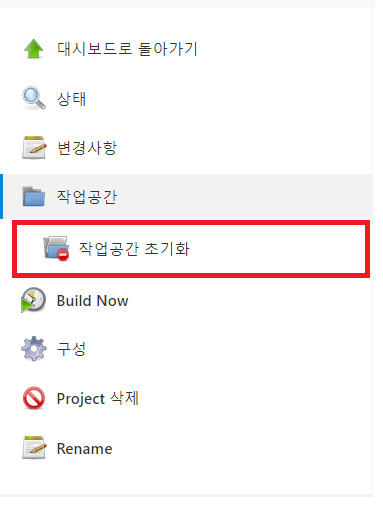 대시보드로 돌아가기
상태
변경사항
작업공간
작업공간 초기화
Build Now
구성
Project 삭제
Rename